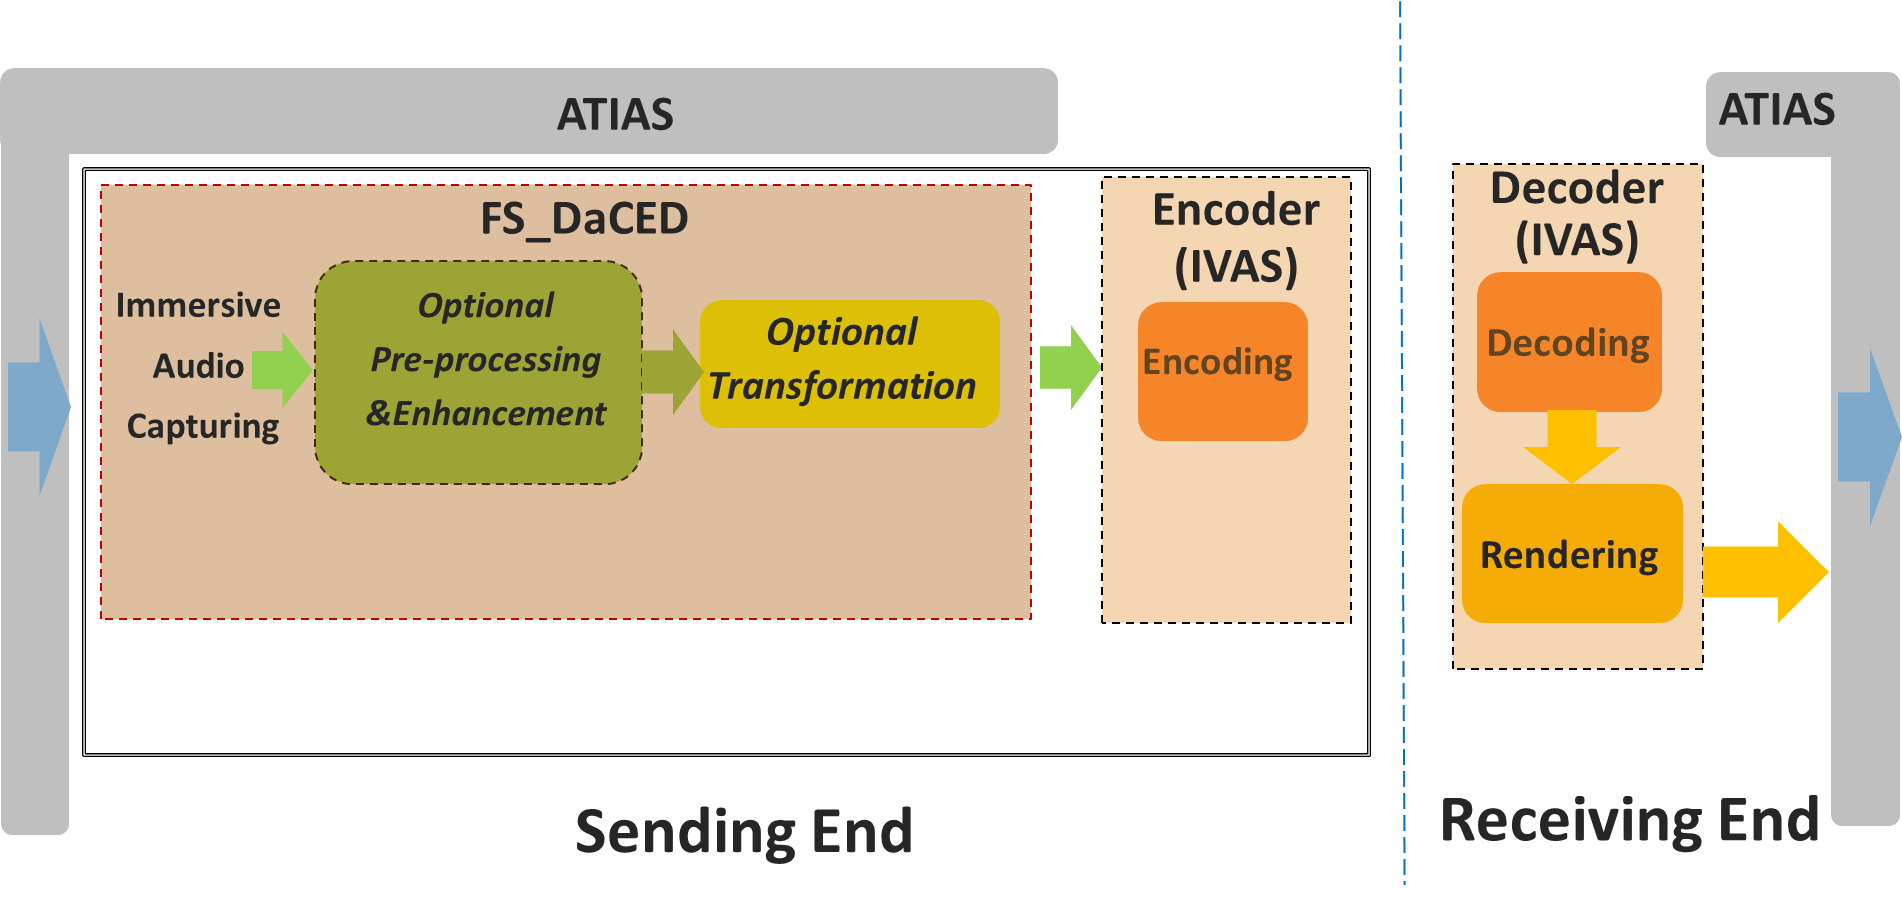 ATIAS
FS_DaCED
Immersive
Audio
Capturing
Optional
Pre-processing
&Enhancement
Optional
Transformation
Encoder
(IVAS)
Encoding
Sending End
ATIAS
Decoder
(IVAS)
Decoding
Rendering
Receiving End